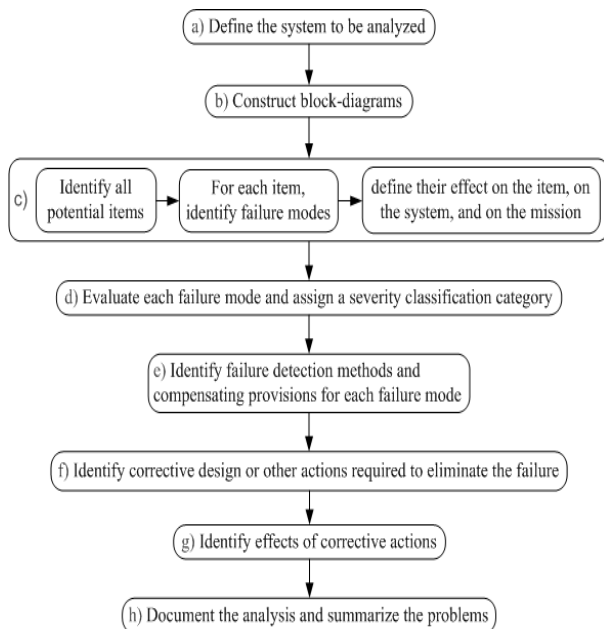 a) Define the system to be analyzed
b) Construct block-diagrams
c)
Identify all
potential items
For each item,
identify failure modes
define their effect on the item, on
the system, and on the mission
d) Evaluate each failure mode and assign a severity classification category
e) Identify failure detection methods and
compensating provisions for each failure mode
f) Identify corrective design or other actions required to eliminate the failure
g) Identify effects of corrective actions
h) Document the analysis and summarize the problems